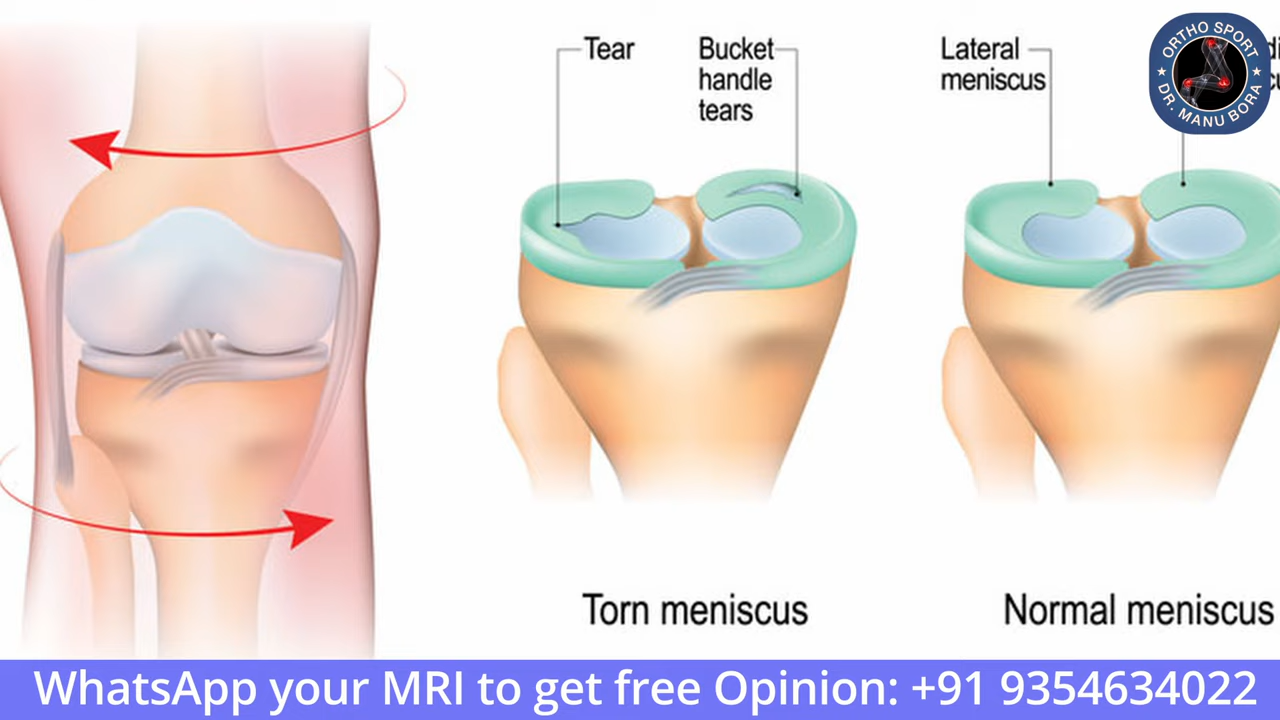 Tear
Bucket
handle
tears
Lateral
meniscus
ORTHO SPORT
DR. MANU BORA
Torn meniscus
Normal meniscus
WhatsApp your MRI to get free Opinion: +91 9354634022